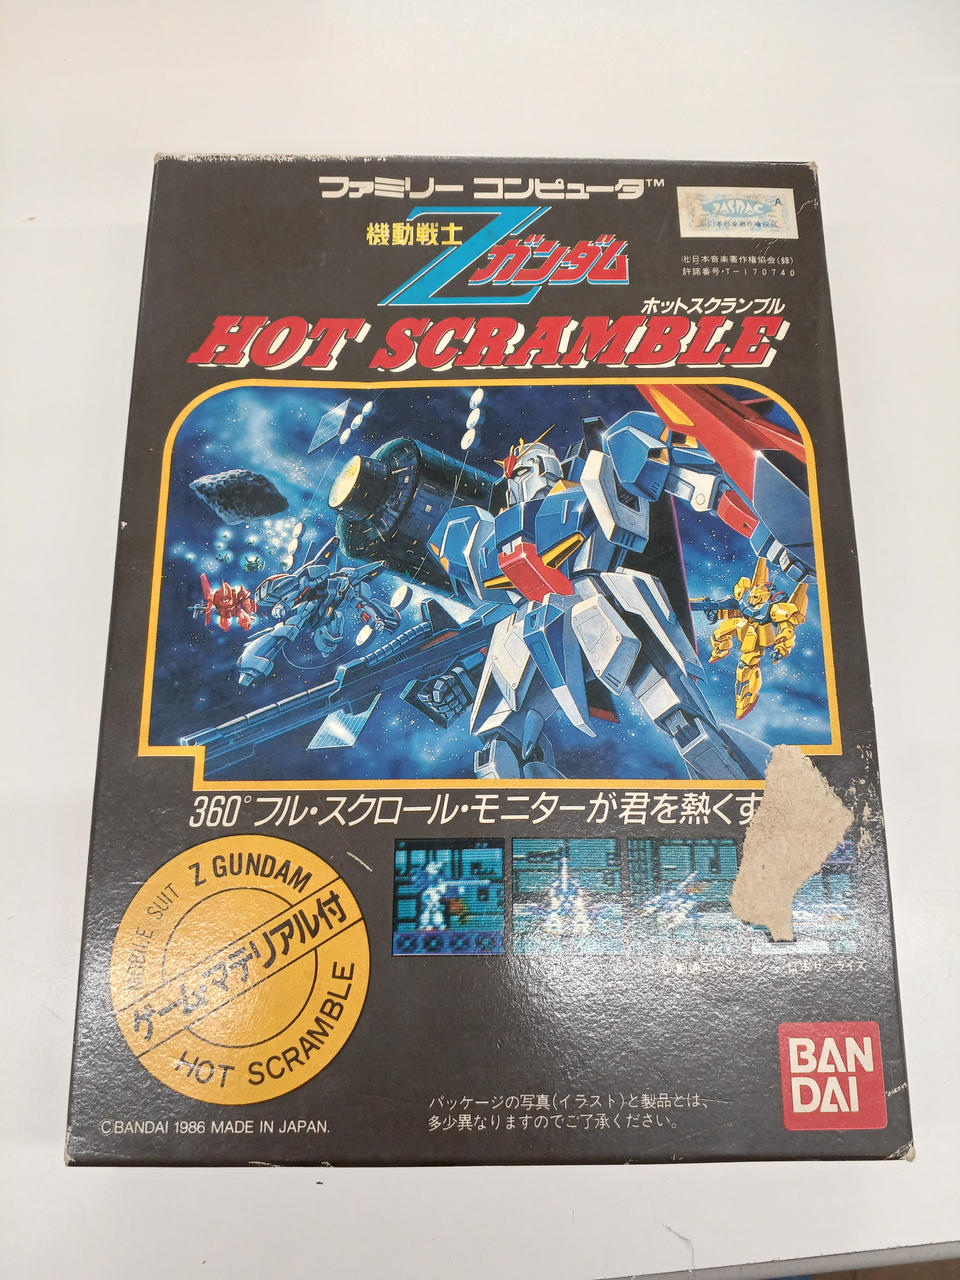 ファミリーコンピュータ™
JASRAC
A
機動戦士
Zガンダム
(社)日本音楽著作権協会(録)
許諾番号·T-170740
ホットスクランブル
HOT SCRAMBLE
360°フル·スクロール·モニターが君を熱くす
MOBILE SUIT Z GUNDAM
ゲーム·マテリアル付
HOT SCRAMBLE
BAN
DAI
パッケージの写真(イラスト)と製品とは、
多少異なりますのでご了承ください。
©BANDAI 1986 MADE IN JAPAN.